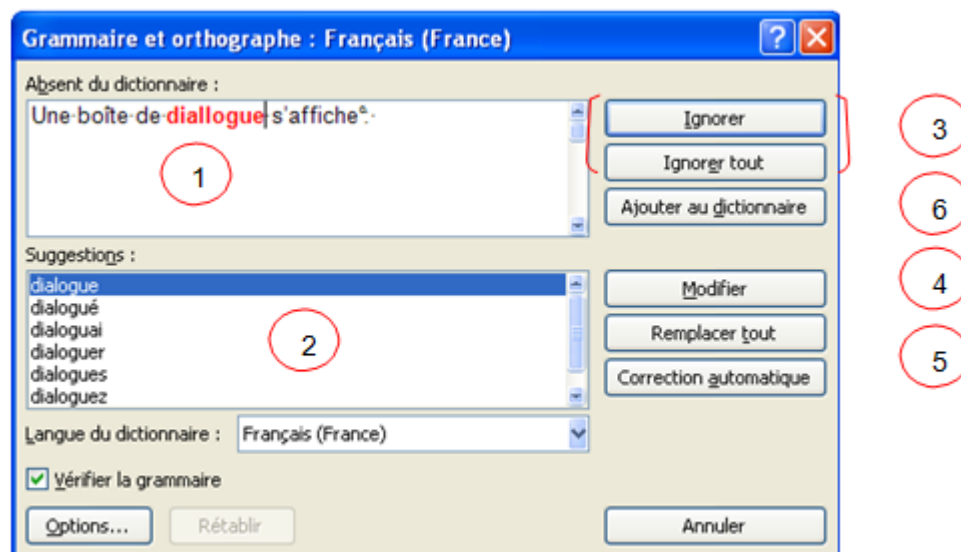 Grammaire et orthographe : Français (France)
Absent du dictionnaire :
Une·boîte·de·diallogue s'affiche°.·
1
Ignorer
3
Ignorer tout
Ajouter au dictionnaire
6
Suggestions :
dialogue
Modifier
4
dialogué
dialoguai
2
Remplacer tout
dialoguer
5
dialogues
Correction automatique
dialoguez
Langue du dictionnaire : Français (France)
Vérifier la grammaire
Options...
Rétablir
Annuler